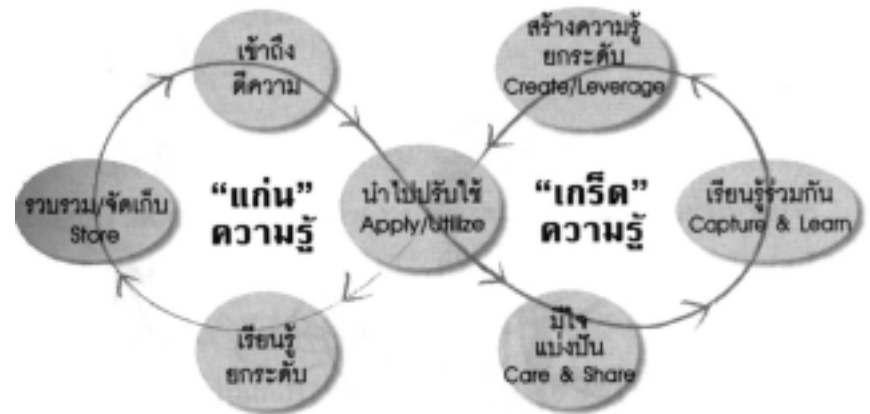 เข้าถึง
ตีความ
สร้างความรู้
ยกระดับ
Create/Leverage
รวบรวม/จัดเก็บ
Store
“แก่น”
ความรู้
นำไปปรับใช้
Apply/Utilize
“เกร็ด”
ความรู้
เรียนรู้ร่วมกัน
Capture & Learn
เรียนรู้
ยกระดับ
มีใจ
แบ่งปัน
Care & Share